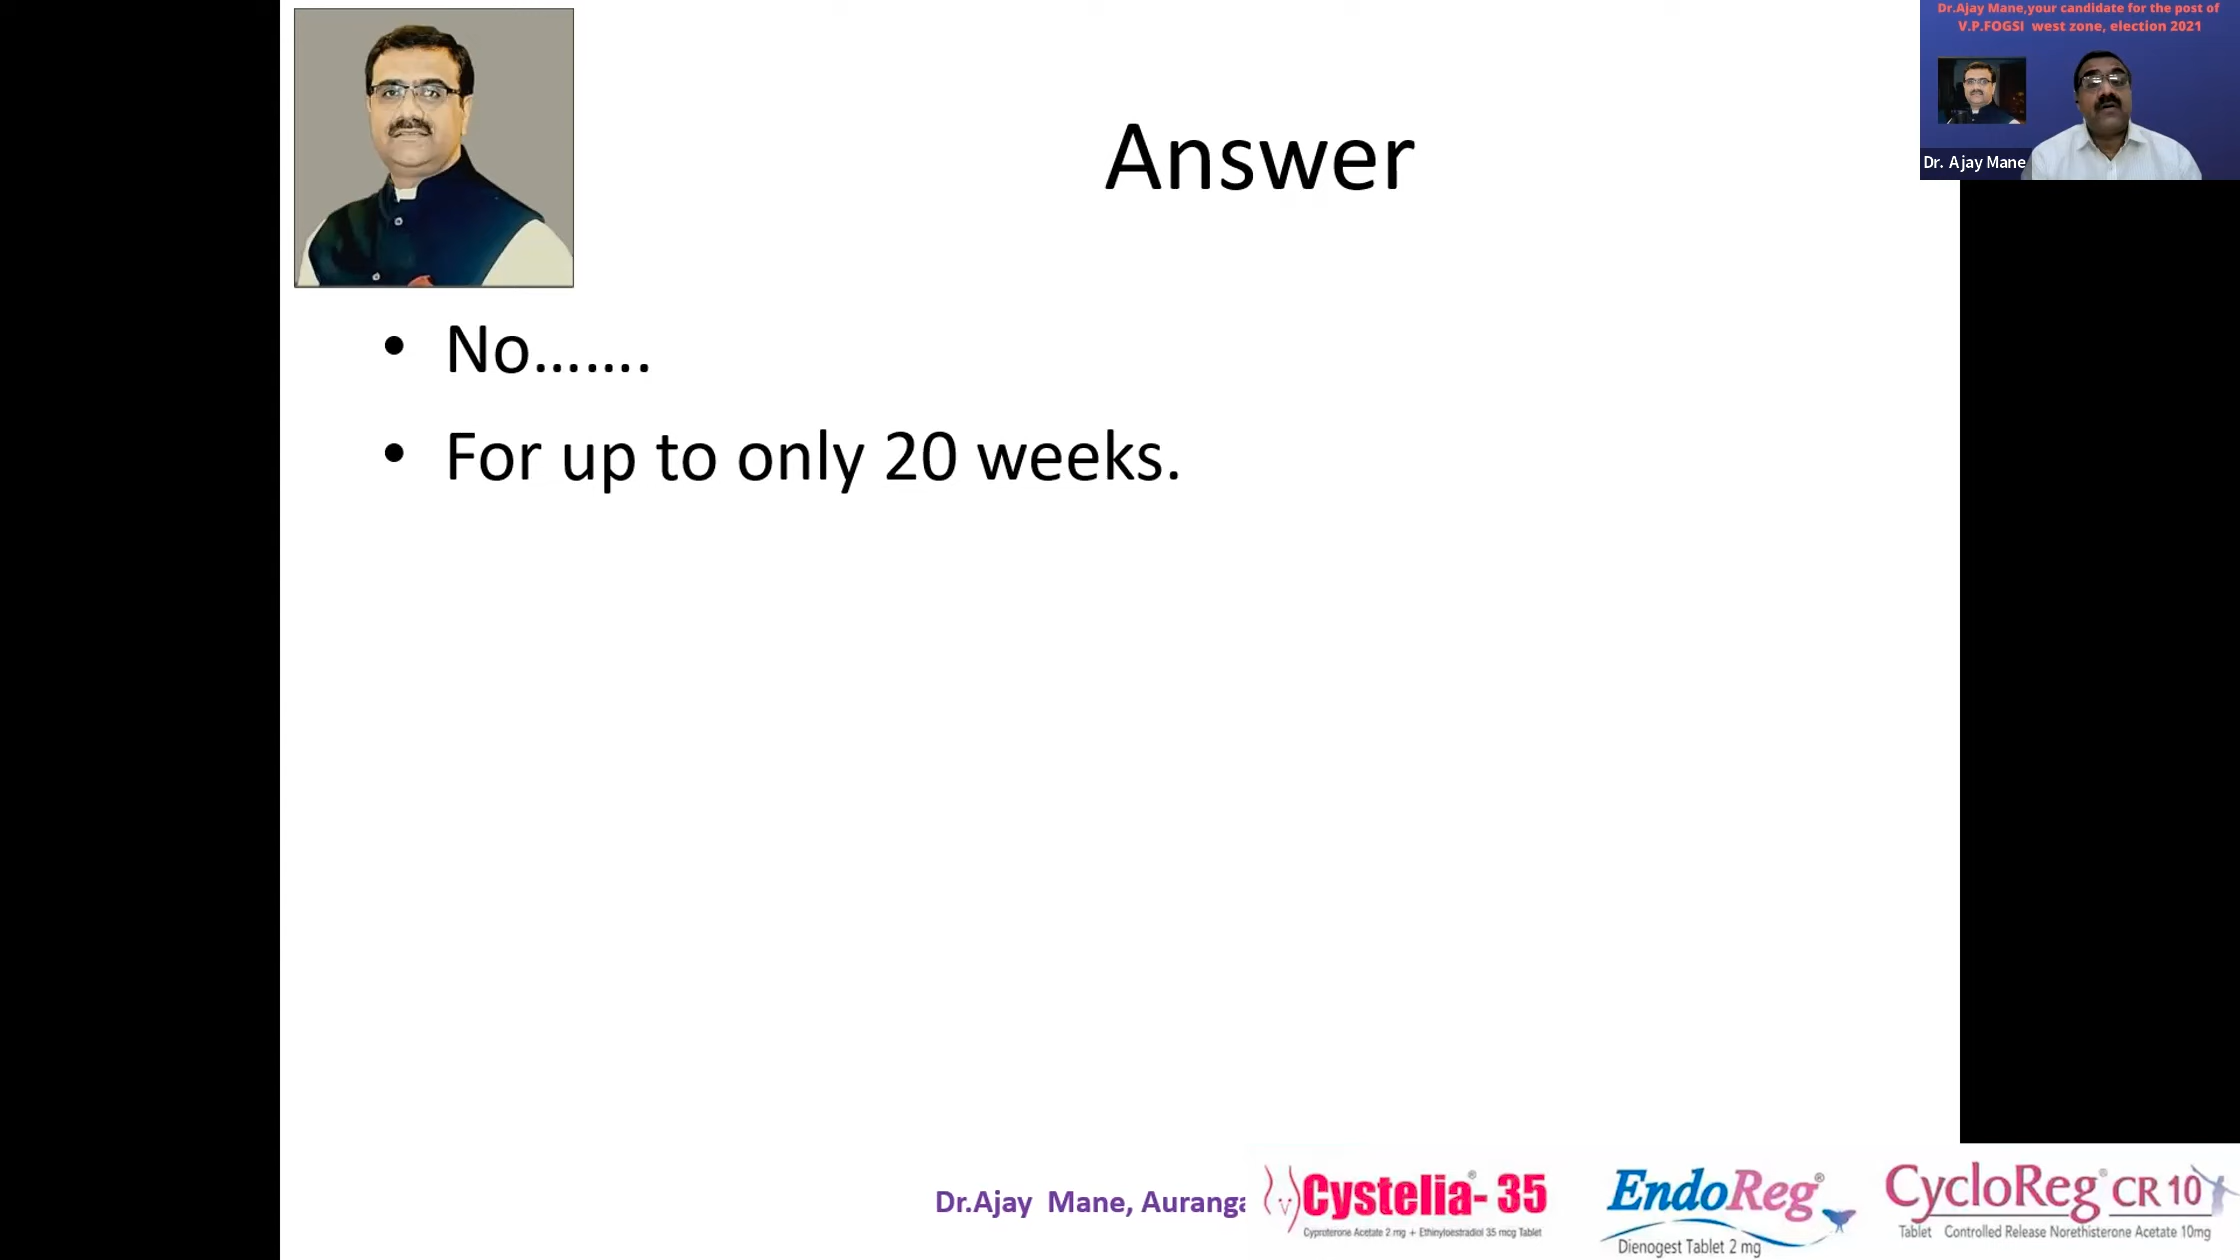 Dr.Ajay Mane,your candidate for the post of
V.P.FOGSI west zone, election 2021
Dr. Ajay Mane
Answer
• No.......
• For up to only 20 weeks.
Dr.Ajay Mane, Auranga
Cystelia®- 35
Cyproterone Acetate 2 mg + Ethinyloestradiol 35 mcg Tablet
EndoReg®
Dienogest Tablet 2 mg
CycloReg® CR 10
Tablet Controlled Release Norethisterone Acetate 10mg